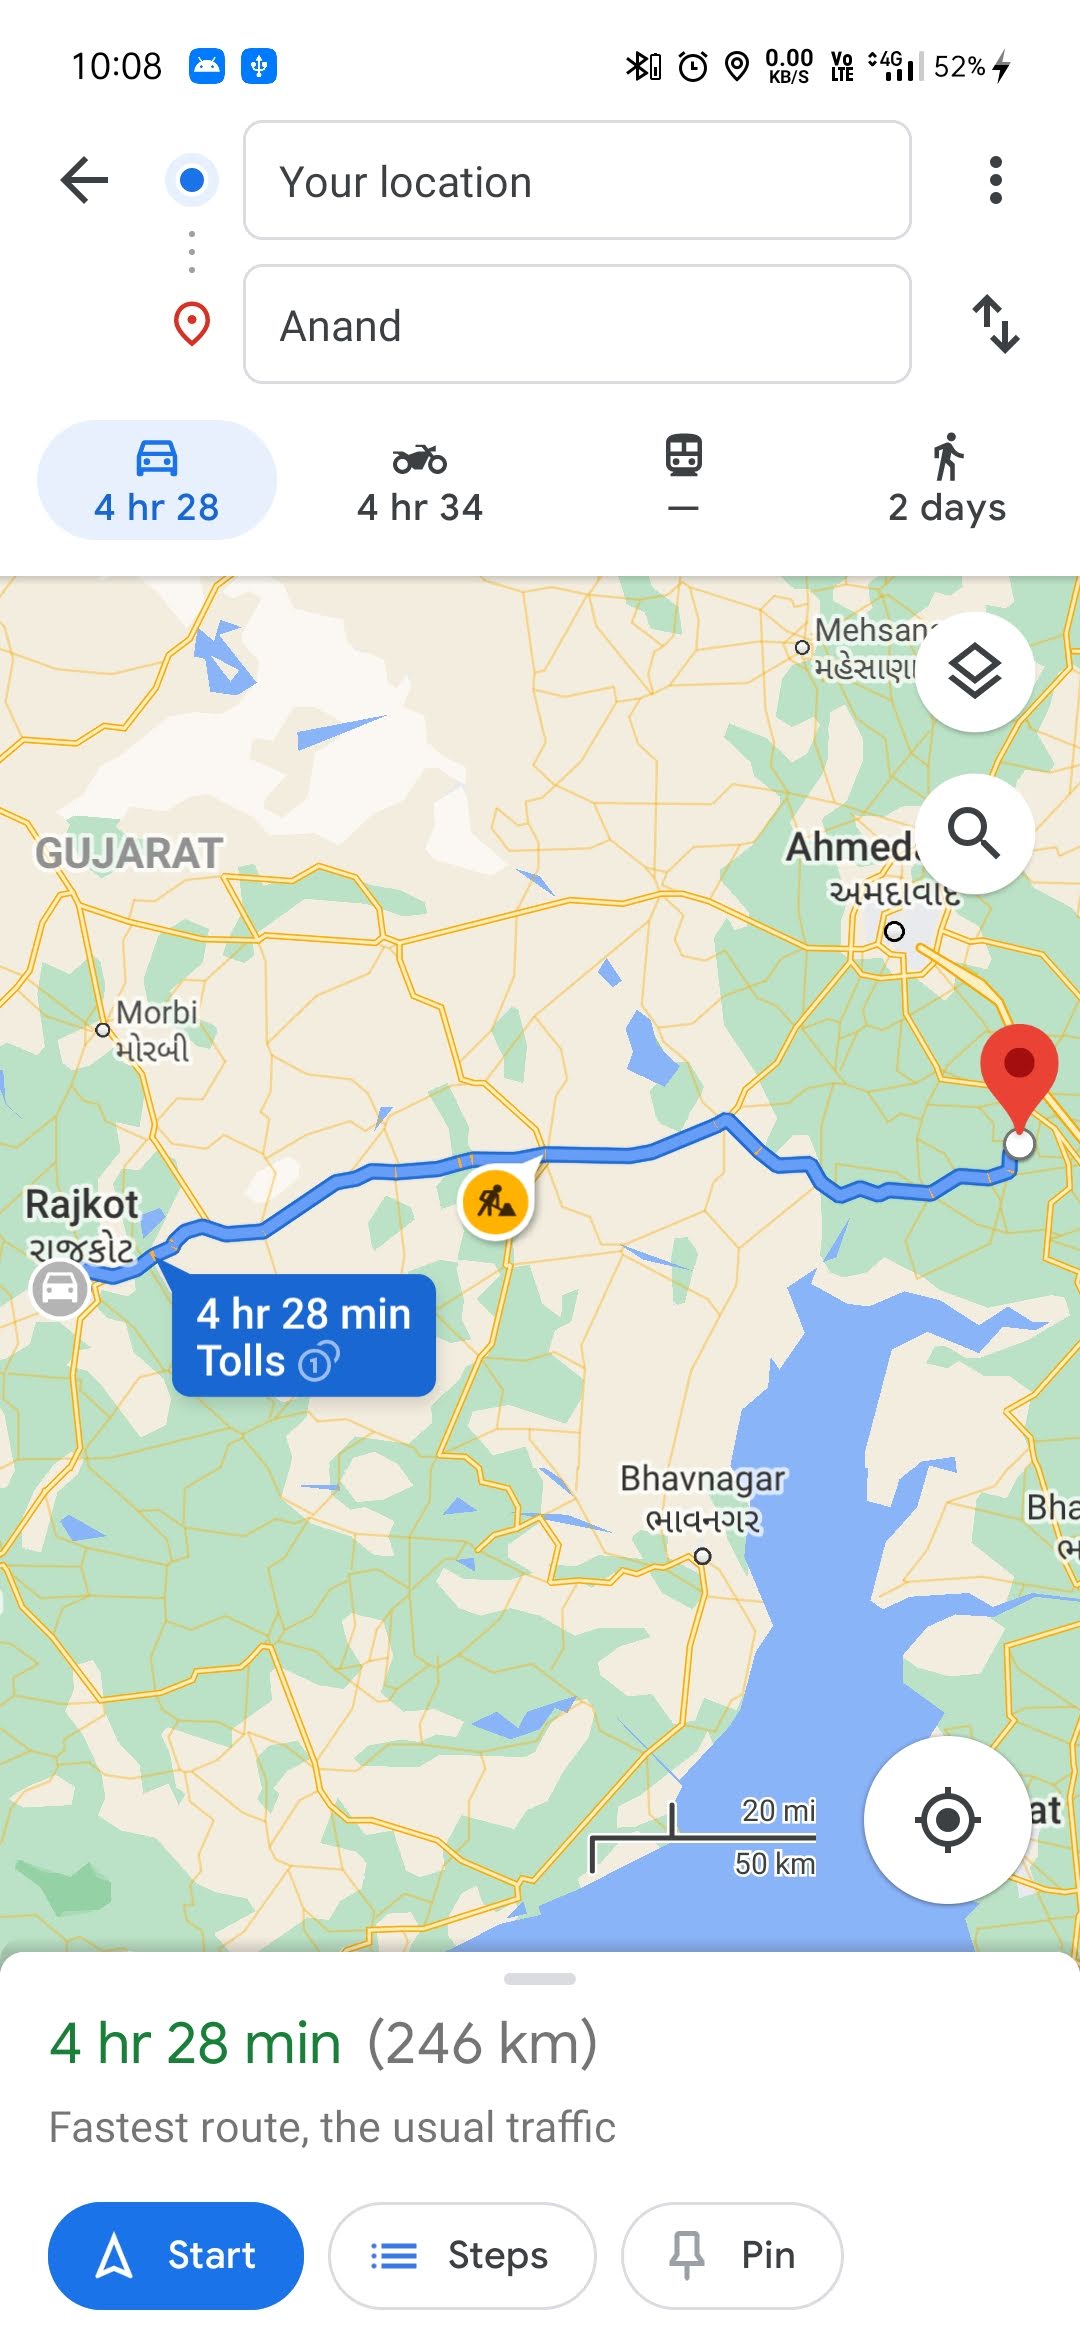 10:08
0.00 KB/S
Vo LTE
4G
52%
Your location
Anand
4 hr 28
4 hr 34
—
2 days
Mehsan
મહેસાણા
GUJARAT
Ahmed
અમદાવાદ
Morbi
મોરબી
Rajkot
રાજકોટ
4 hr 28 min
Tolls
1
Bhavnagar
ભાવનગર
Bha
ભ
20 mi
50 km
at
4 hr 28 min (246 km)
Fastest route, the usual traffic
Start
Steps
Pin